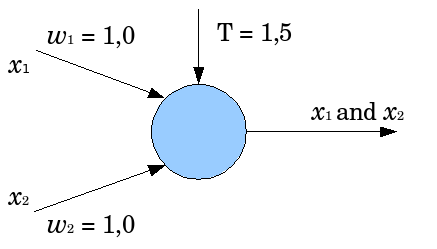 w₁ = 1,0
T = 1,5
x₁
x₁ and x₂
x₂
w₂ = 1,0